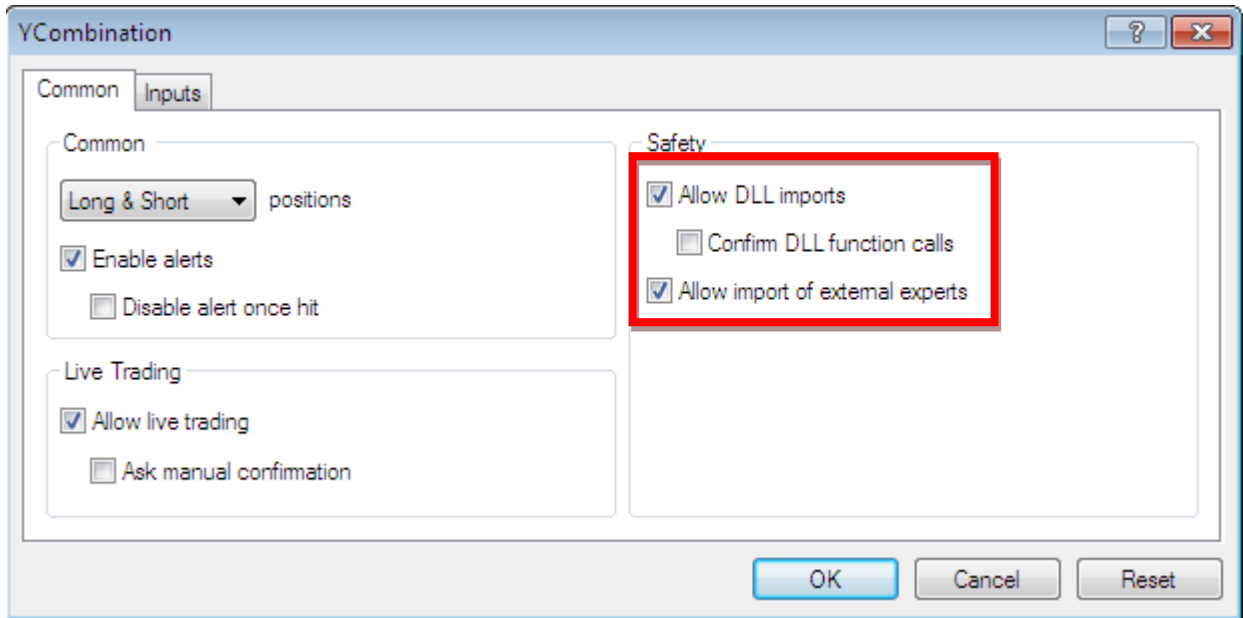 YCombination
Common
Inputs
Common
Long & Short
positions
Enable alerts
Disable alert once hit
Live Trading
Allow live trading
Ask manual confirmation
Safety
Allow DLL imports
Confirm DLL function calls
Allow import of external experts
OK
Cancel
Reset